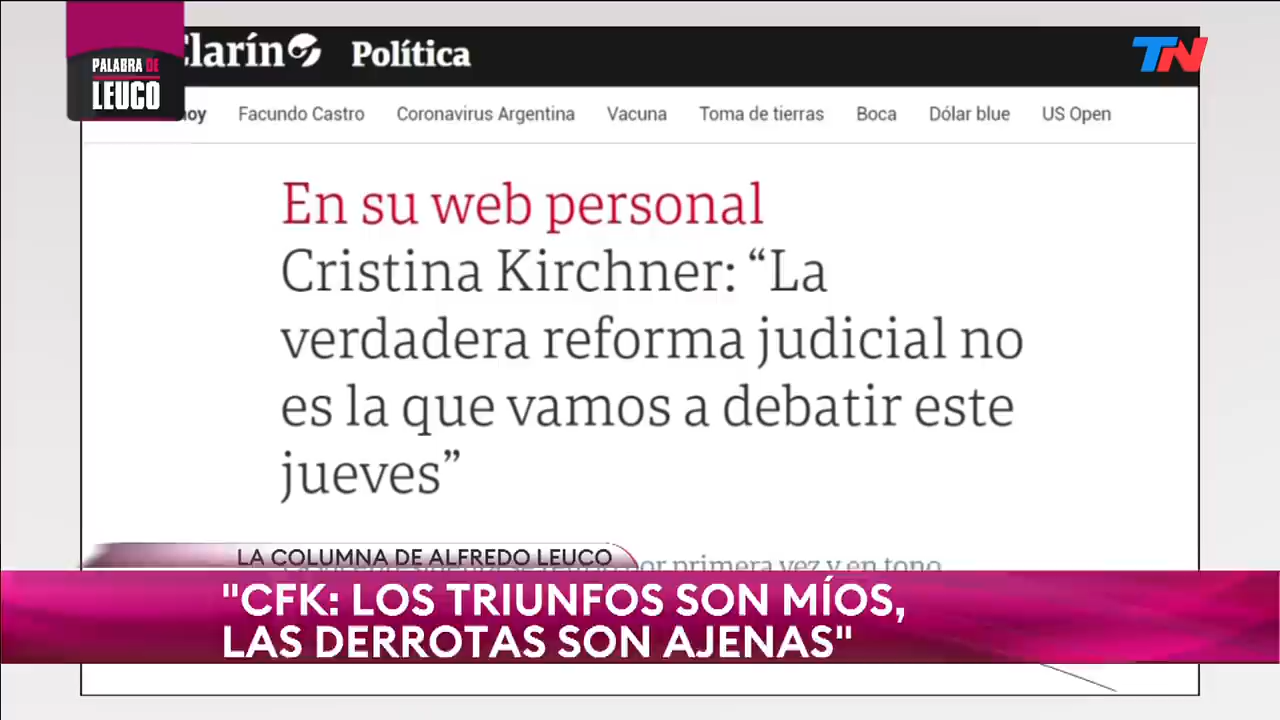 PALABRA DE
LEUCO
Clarín Política
TN
hoy Facundo Castro Coronavirus Argentina Vacuna Toma de tierras Boca Dólar blue US Open
En su web personal
Cristina Kirchner: “La
verdadera reforma judicial no
es la que vamos a debatir este
jueves”
por primera vez y en tono
LA COLUMNA DE ALFREDO LEUCO
"CFK: LOS TRIUNFOS SON MÍOS,
LAS DERROTAS SON AJENAS"